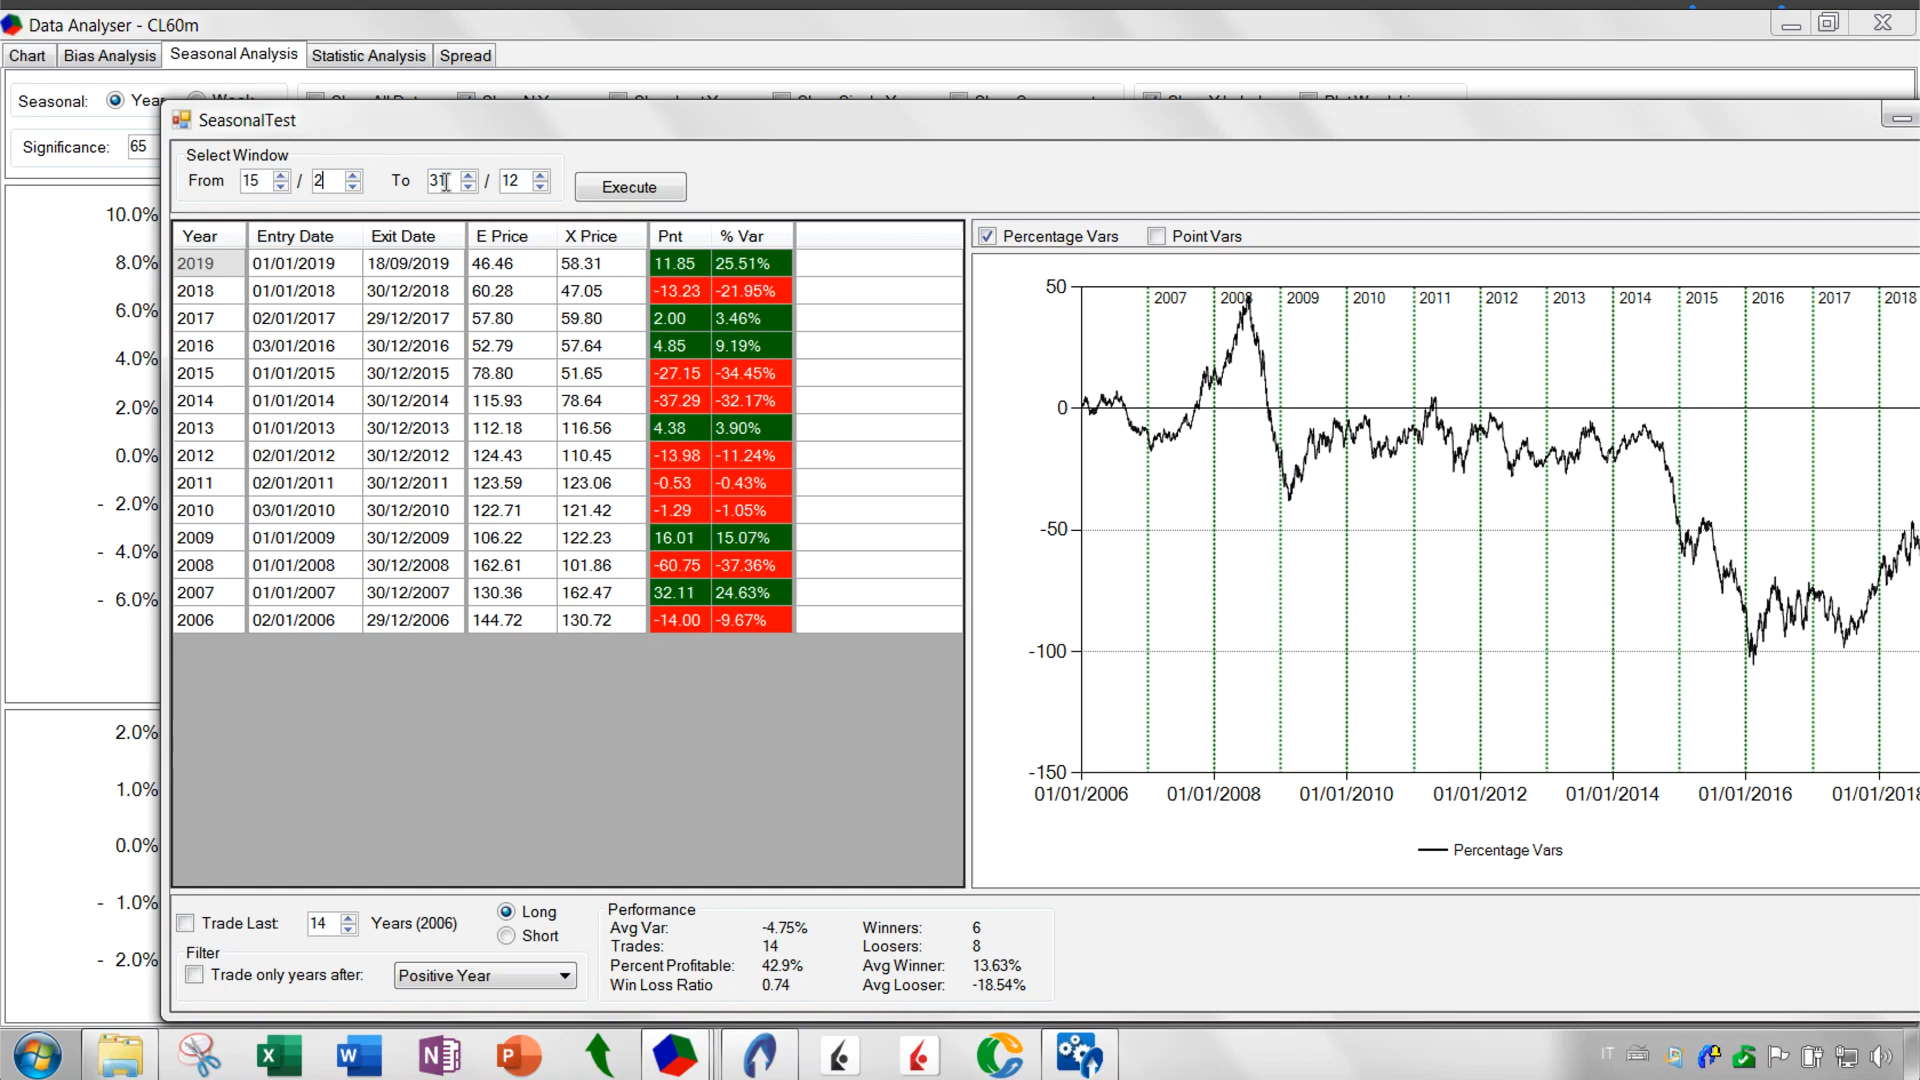 Data Analyser - CL60m
Chart Bias Analysis Seasonal Analysis Statistic Analysis Spread
Seasonal:
Significance: 65
SeasonalTest
Select Window
From 15 / 2 To 31 / 12 Execute
Year Entry Date Exit Date E Price X Price Pnt % Var
2019 01/01/2019 18/09/2019 46.46 58.31 11.85 25.51%
2018 01/01/2018 30/12/2018 60.28 47.05 -13.23 -21.95%
2017 02/01/2017 29/12/2017 57.80 59.80 2.00 3.46%
2016 03/01/2016 30/12/2016 52.79 57.64 4.85 9.19%
2015 01/01/2015 30/12/2015 78.80 51.65 -27.15 -34.45%
2014 01/01/2014 30/12/2014 115.93 78.64 -37.29 -32.17%
2013 01/01/2013 30/12/2013 112.18 116.56 4.38 3.90%
2012 02/01/2012 30/12/2012 124.43 110.45 -13.98 -11.24%
2011 02/01/2011 30/12/2011 123.59 123.06 -0.53 -0.43%
2010 03/01/2010 30/12/2010 122.71 121.42 -1.29 -1.05%
2009 01/01/2009 30/12/2009 106.22 122.23 16.01 15.07%
2008 01/01/2008 30/12/2008 162.61 101.86 -60.75 -37.36%
2007 01/01/2007 30/12/2007 130.36 162.47 32.11 24.63%
2006 02/01/2006 29/12/2006 144.72 130.72 -14.00 -9.67%
10.0%
8.0%
6.0%
4.0%
2.0%
0.0%
- 2.0%
- 4.0%
- 6.0%
2.0%
1.0%
0.0%
- 1.0%
- 2.0%
Percentage Vars Point Vars
2007 2008 2009 2010 2011 2012 2013 2014 2015 2016 2017 2018
50
0
-50
-100
-150
01/01/2006 01/01/2008 01/01/2010 01/01/2012 01/01/2014 01/01/2016 01/01/2018
Percentage Vars
Trade Last 14 Years (2006)
Long
Short
Filter
Trade only years after: Positive Year
Performance
Avg Var: -4.75% Winners: 6
Trades: 14 Loosers: 8
Percent Profitable: 42.9% Avg Winner: 13.63%
Win Loss Ratio 0.74 Avg Looser: -18.54%
IT